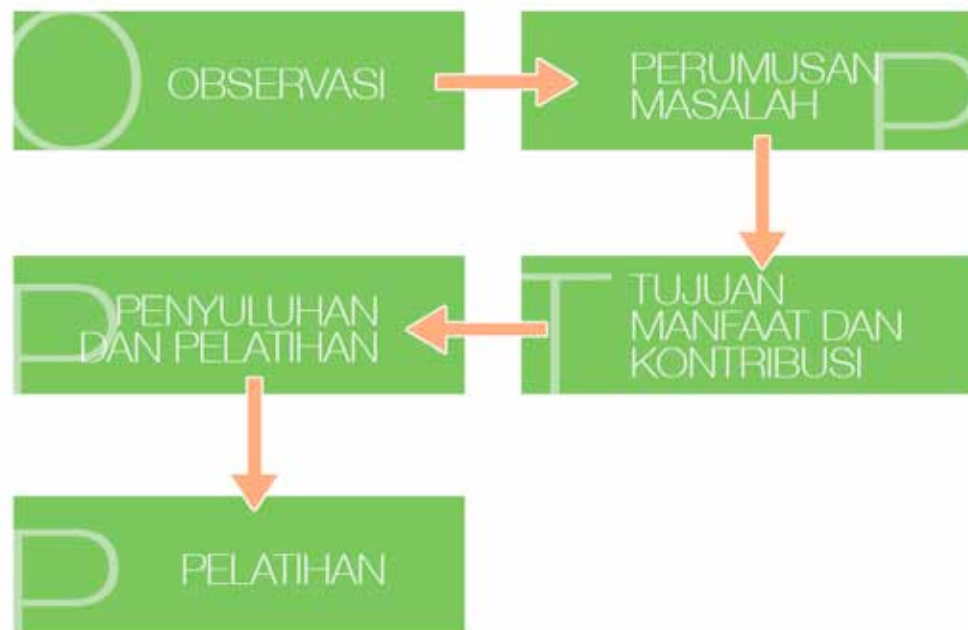 O
OBSERVASI
PERUMUSAN
MASALAH
P
T
TUJUAN
MANFAAT DAN
KONTRIBUSI
P
PENYULUHAN
DAN PELATIHAN
P
PELATIHAN